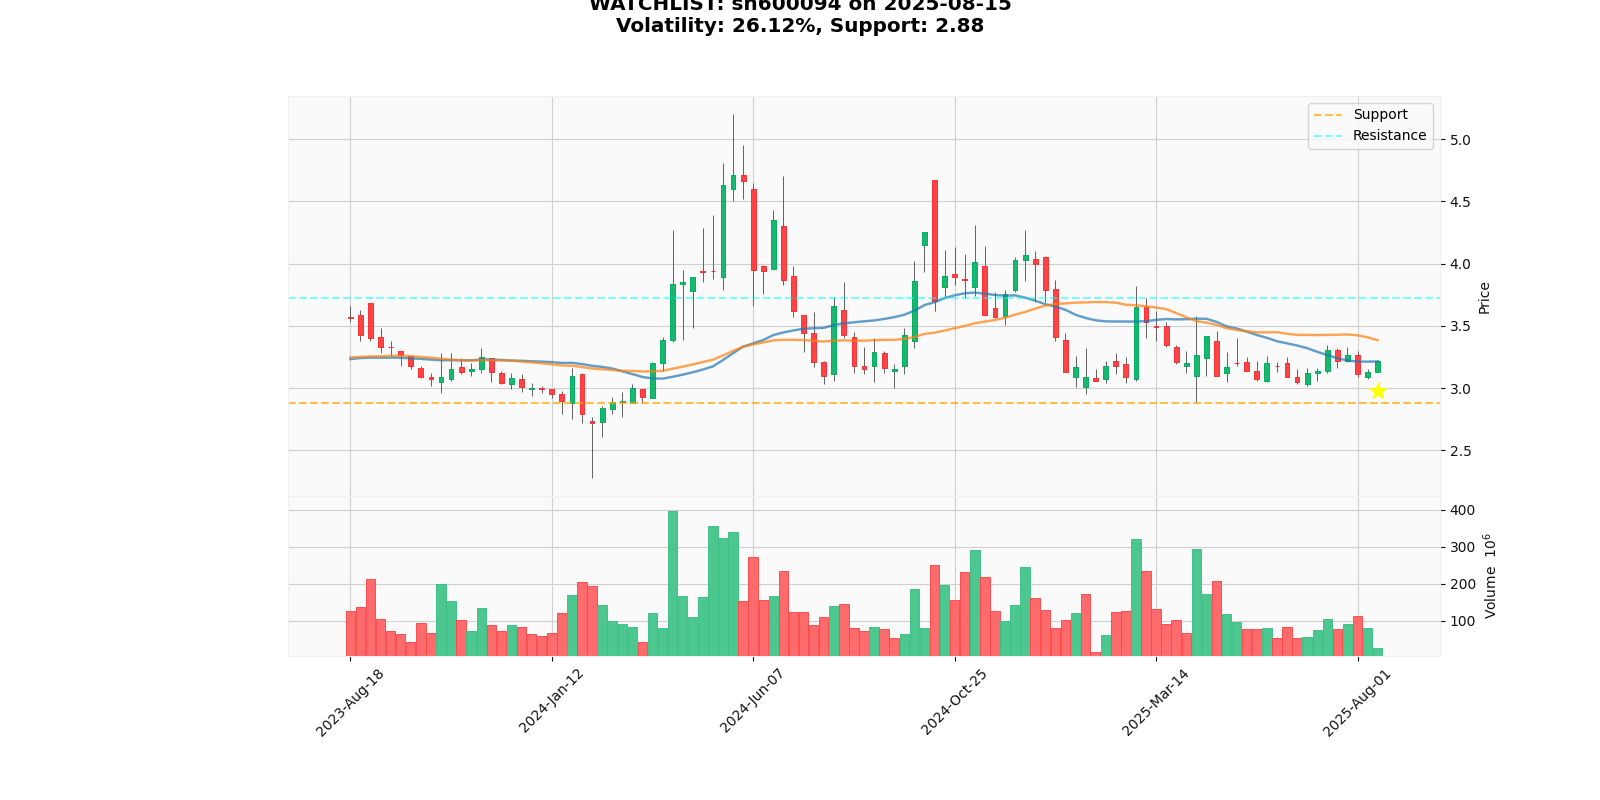 WATCHLIST: sh600094 on 2025-08-15
Volatility: 26.12%, Support: 2.88
Support
Resistance
5.0
4.5
4.0
3.5
3.0
2.5
Price
400
300
200
100
Volume 10⁶
2023-Aug-18
2024-Jan-12
2024-Jun-07
2024-Oct-25
2025-Mar-14
2025-Aug-01